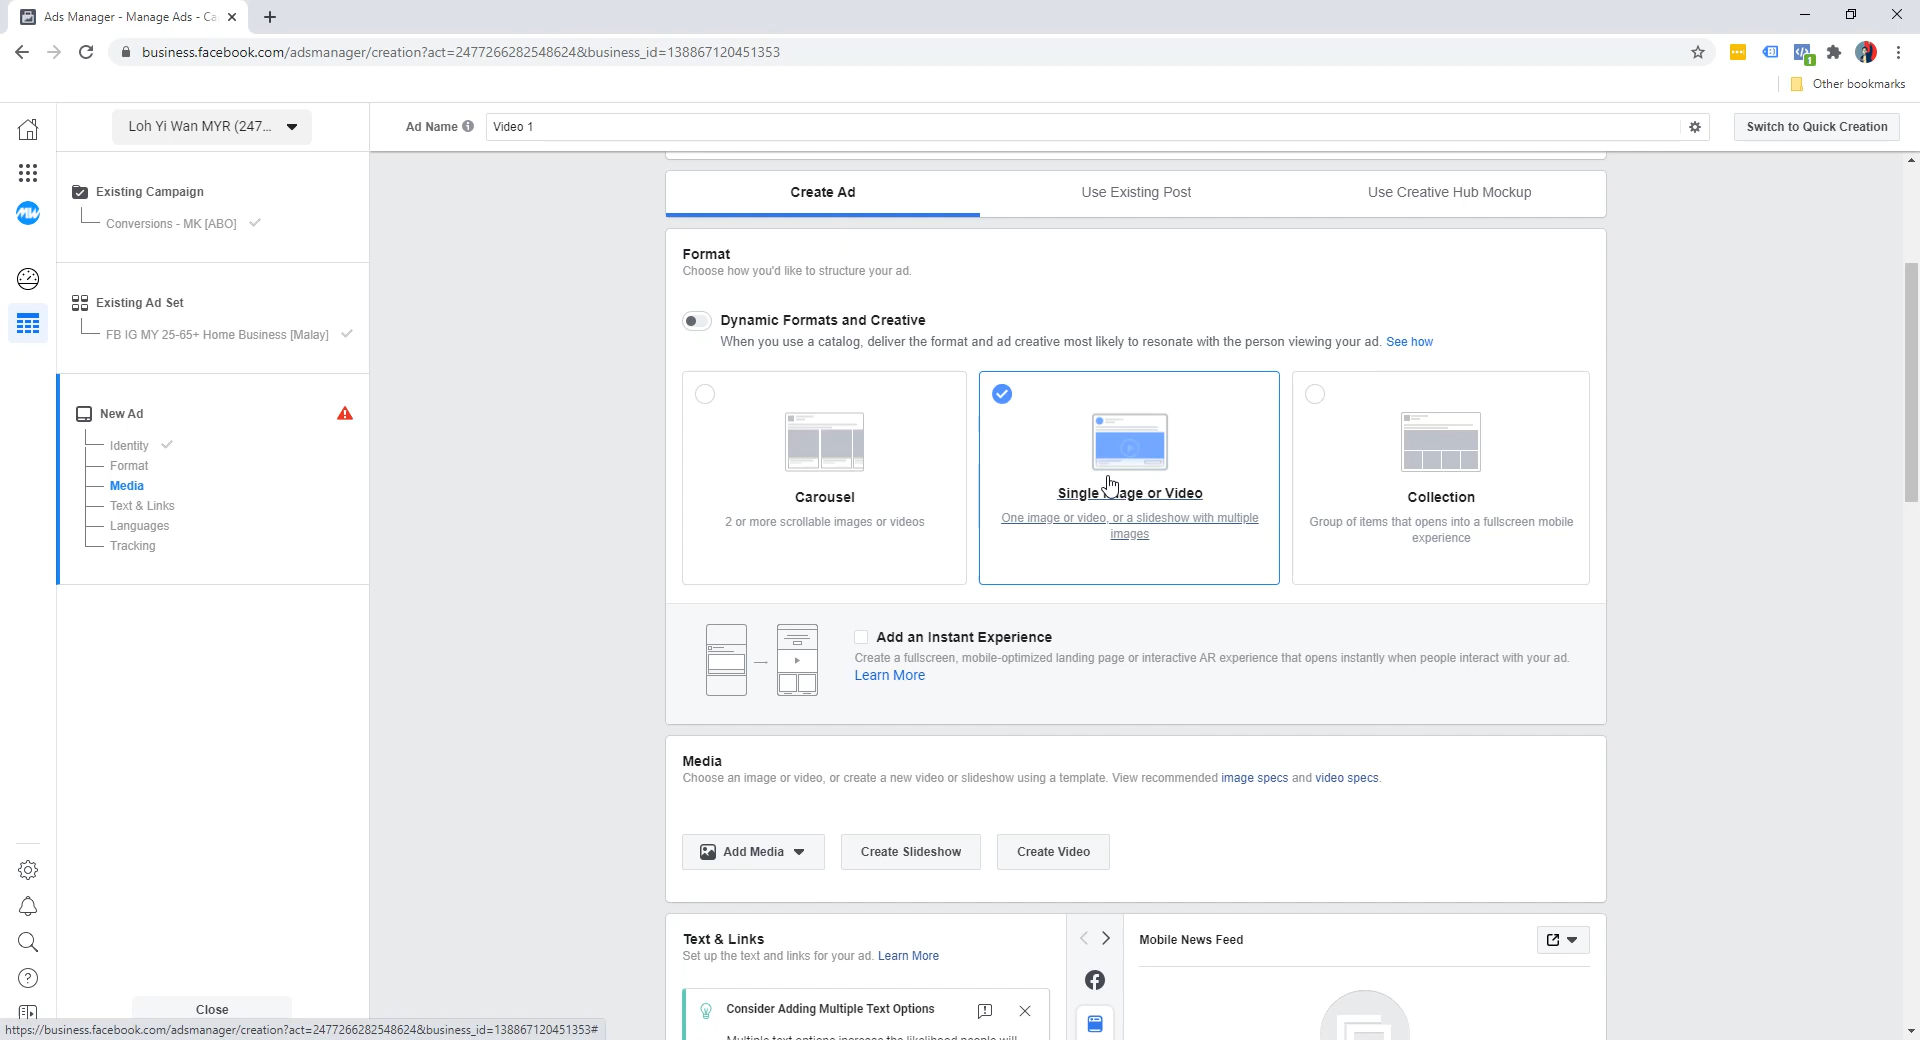 Ads Manager - Manage Ads - Ca
business.facebook.com/adsmanager/creation?act=2477266282548624&business_id=138867120451353
1
Other bookmarks
Loh Yi Wan MYR (247...
Ad Name
Video 1
Switch to Quick Creation
MW
Existing Campaign
Conversions - MK [ABO]
Existing Ad Set
FB IG MY 25-65+ Home Business [Malay]
New Ad
Identity
Format
Media
Text & Links
Languages
Tracking
Close
https://business.facebook.com/adsmanager/creation?act=2477266282548624&business_id=138867120451353#
Create Ad
Use Existing Post
Use Creative Hub Mockup
Format
Choose how you'd like to structure your ad.
Dynamic Formats and Creative
When you use a catalog, deliver the format and ad creative most likely to resonate with the person viewing your ad. See how
Carousel
2 or more scrollable images or videos
Single Image or Video
One image or video, or a slideshow with multiple
images
Collection
Group of items that opens into a fullscreen mobile
experience
Add an Instant Experience
Create a fullscreen, mobile-optimized landing page or interactive AR experience that opens instantly when people interact with your ad.
Learn More
Media
Choose an image or video, or create a new video or slideshow using a template. View recommended image specs and video specs.
Add Media
Create Slideshow
Create Video
Text & Links
Set up the text and links for your ad. Learn More
Consider Adding Multiple Text Options
Multiple text options increase the likelihood people will
Mobile News Feed